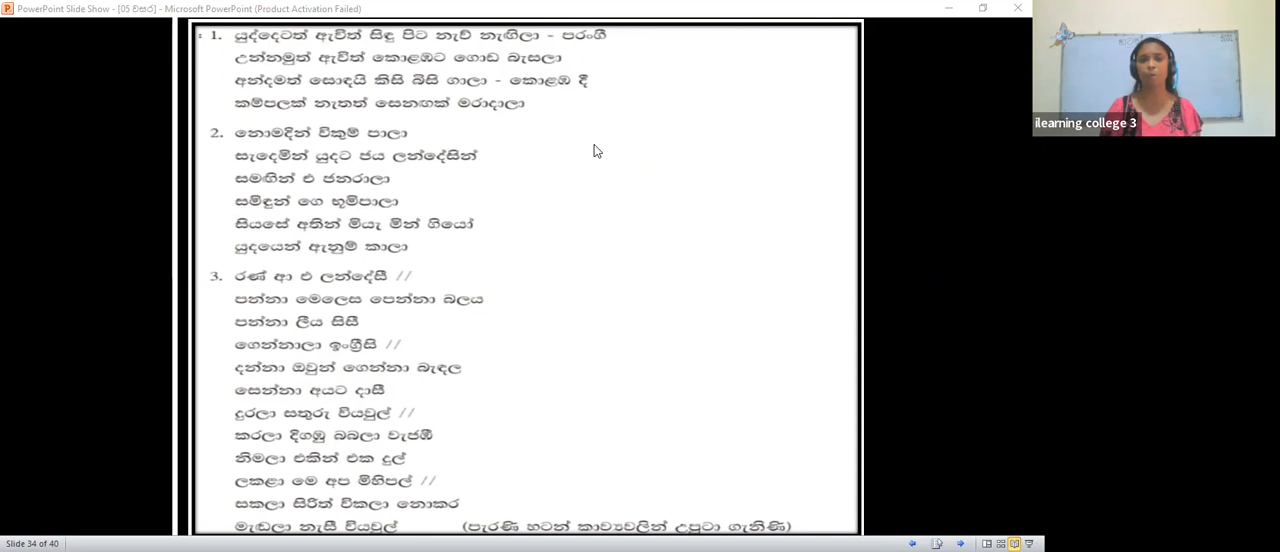 PowerPoint Slide Show - [05 වසර] - Microsoft PowerPoint (Product Activation Failed)
: 1. යුද්දෙටත් ඇවිත් සිඳු පිට නැව් නැඟිලා - පරංගී
උන්නමුත් ඇවිත් කොළඹට ගොඩ බැසලා
අන්දමත් සොඳයි කිසි බිසි ගාලා - කොළඹ දී
කම්පලක් නැතත් සෙනඟක් මරාදාලා
2. නොමදින් විකුම් පාලා
සැදෙමින් යුදට ජය ලන්දේසින්
සමඟින් එ ජනරාලා
සමිඳුන් ගෙ භූමිපාලා
සියසේ අතින් මියැ මින් ගියෝ
යුදයෙන් ඇනුම් කාලා
3. රණ් ආ එ ලන්දේසී //
පන්නා මෙලෙස පෙන්නා බලය
පන්නා ලීය සිසී
ගෙන්නාලා ඉංග්‍රීසි //
දන්නා ඔවුන් ගෙන්නා බැඳල
සෙන්නා අයට දාසී
දුරලා සතුරු වියවුල් //
කරලා දිගඹු බබලා වැජඹී
නිමලා එකින් එක දුල්
ලකළා මෙ අප මිහිපල් //
සකලා සිරිත් විකලා නොකර
මැඬලා නැසී වියවුල් (පැරණි හටන් කාව්‍යවලින් උපුටා ගැනිණි)
ilearning college 3
Slide 34 of 40